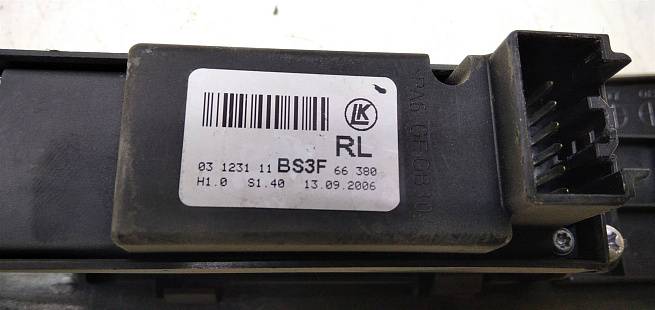 LK
RL
03 1231 11 BS3F 66 380
H1.0 S1.40 13.09.2006